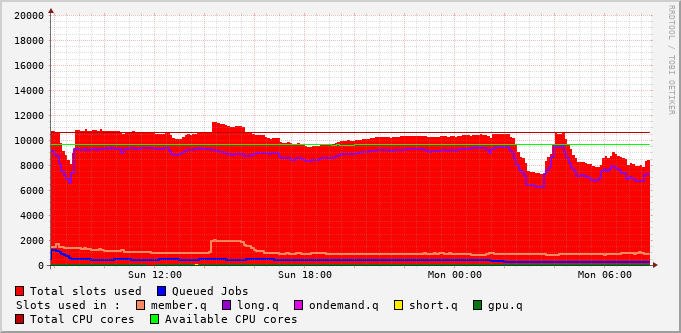 20000
18000
16000
14000
12000
10000
8000
6000
4000
2000
0
Sun 12:00 Sun 18:00 Mon 00:00 Mon 06:00
RRDTOOL / TOBI OETIKER
Total slots used Queued Jobs
Slots used in : member.q long.q ondemand.q short.q gpu.q
Total CPU cores Available CPU cores